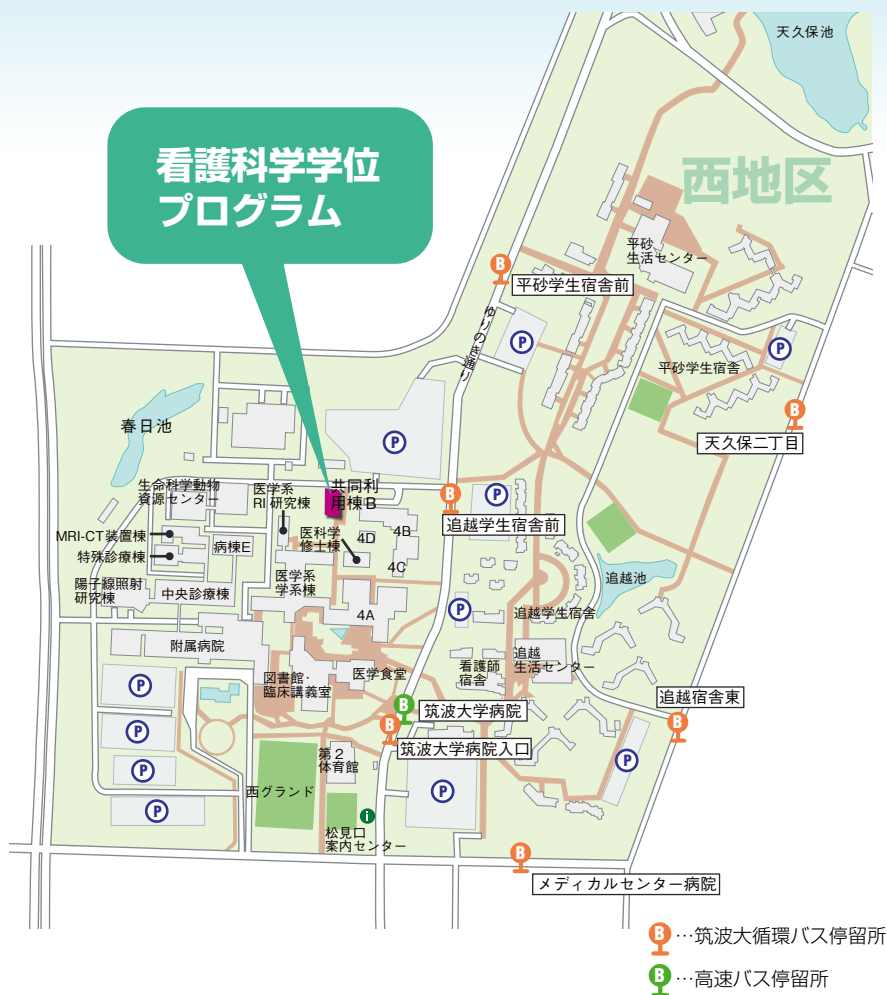 天久保池
看護科学学位
プログラム
西地区
平砂
生活センター
B
平砂学生宿舎前
ゆりのき通り
P
P
平砂学生宿舎
春日池
B
天久保二丁目
P
生命科学動物
資源センター
医学系
RI 研究棟
共同利
用棟B
B
追越学生宿舎前
P
MRI-CT装置棟
特殊診療棟
病棟E
医科学
修士棟
4D
4B
4C
陽子線照射
研究棟
中央診療棟
医学系
学系棟
4A
追越池
P
追越学生宿舎
附属病院
図書館・
臨床講義室
医学食堂
看護師
宿舎
追越
生活センター
P
B
筑波大学病院
追越宿舎東
B
P
B
筑波大学病院入口
第2
体育館
P
P
P
西グランド
P
P
i
松見口
案内センター
B
メディカルセンター病院
B…筑波大循環バス停留所
B…高速バス停留所